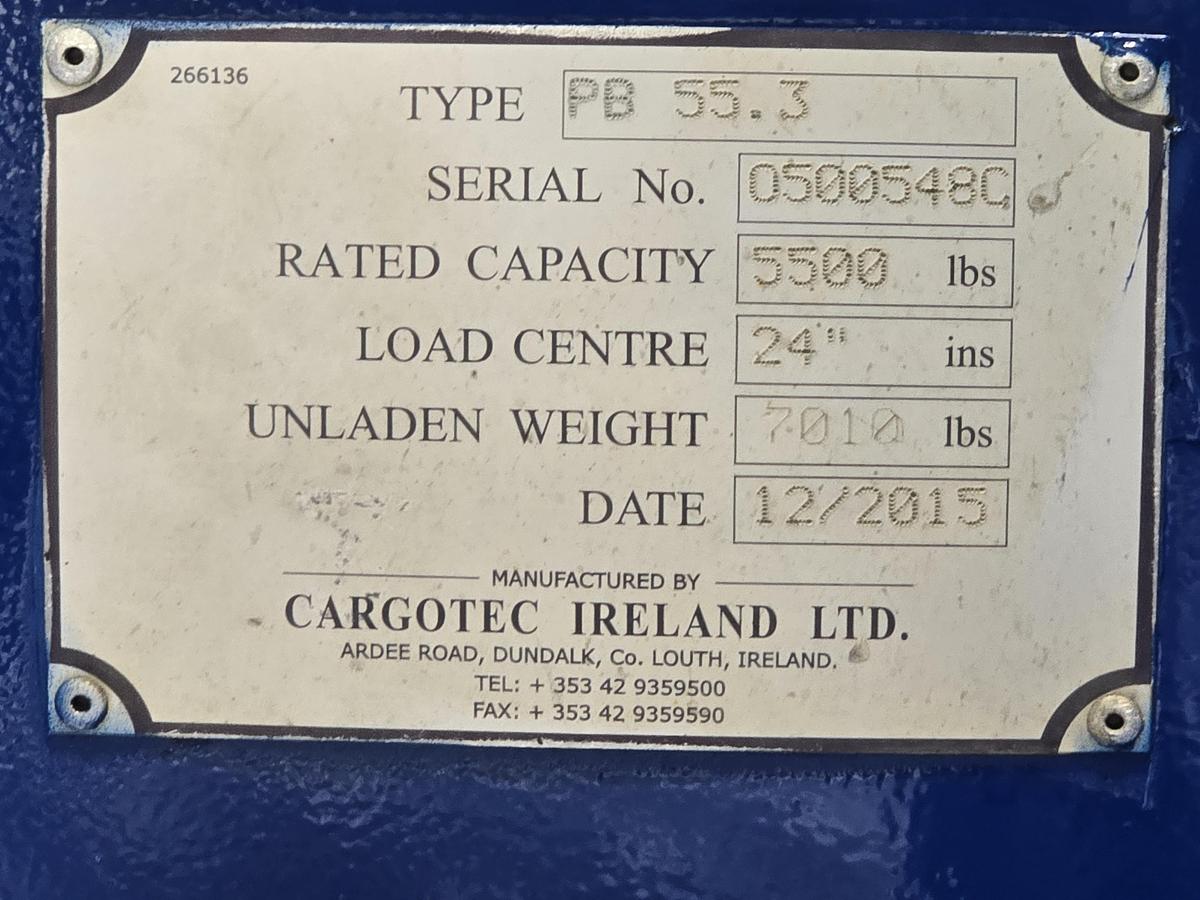 266136
TYPE PB 55.3
SERIAL No. O500548C
RATED CAPACITY 5500 lbs
LOAD CENTRE 24" ins
UNLADEN WEIGHT 7010 lbs
DATE 12/2015
MANUFACTURED BY
CARGOTEC IRELAND LTD.
ARDEE ROAD, DUNDALK, Co. LOUTH, IRELAND.
TEL: + 353 42 9359500
FAX: + 353 42 9359590